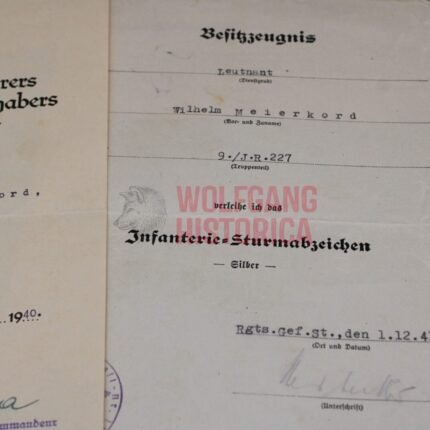 rers
habers
ord,
1940.
ommandeur
Besitzzeugnis
Leutnant
(Dienstgrad)
Wilhelm Meierkord
(Vor- und Zuname)
9./J.R.227
(Truppenteil)
verleihe ich das
Infanterie=Sturmabzeichen
— Silber —
Rgts.Gef.St.,den 1.12.4
(Ort und Datum)
(Unterschrift)
WOLFGANG
HISTORICA